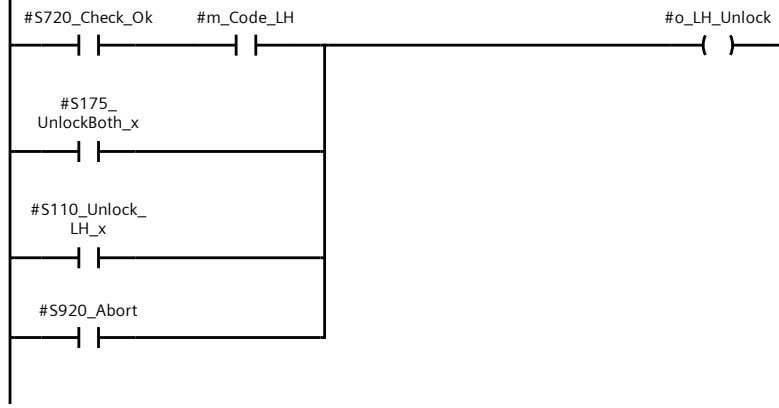 #S720_Check_Ok
#m_Code_LH
#o_LH_Unlock
#S175_
UnlockBoth_x
#S110_Unlock_
LH_x
#S920_Abort